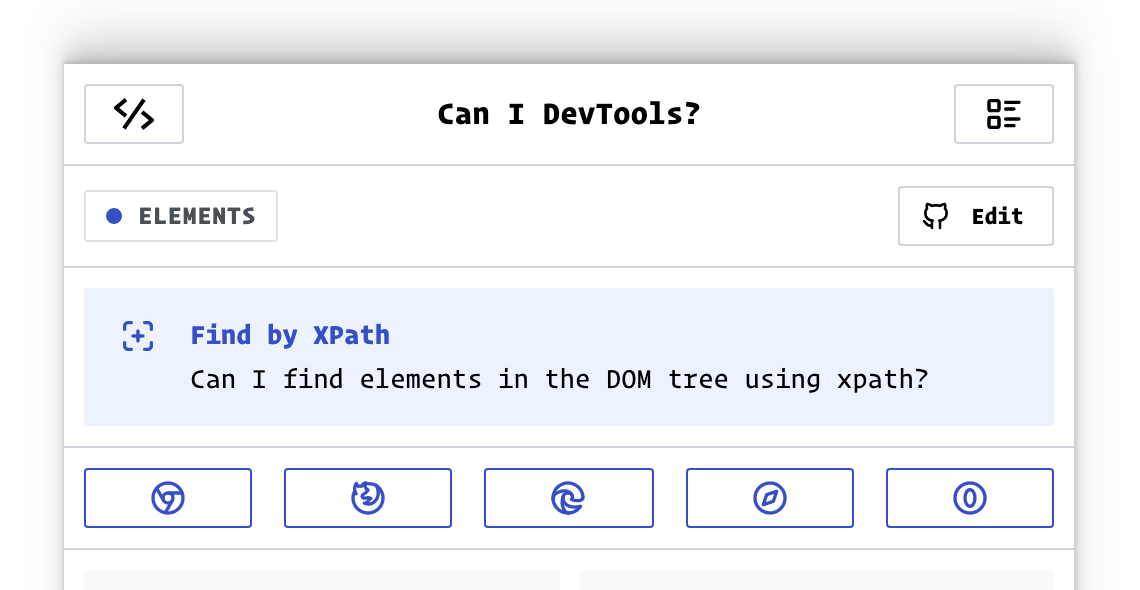 Can I DevTools?
ELEMENTS
Edit
Find by XPath
Can I find elements in the DOM tree using xpath?